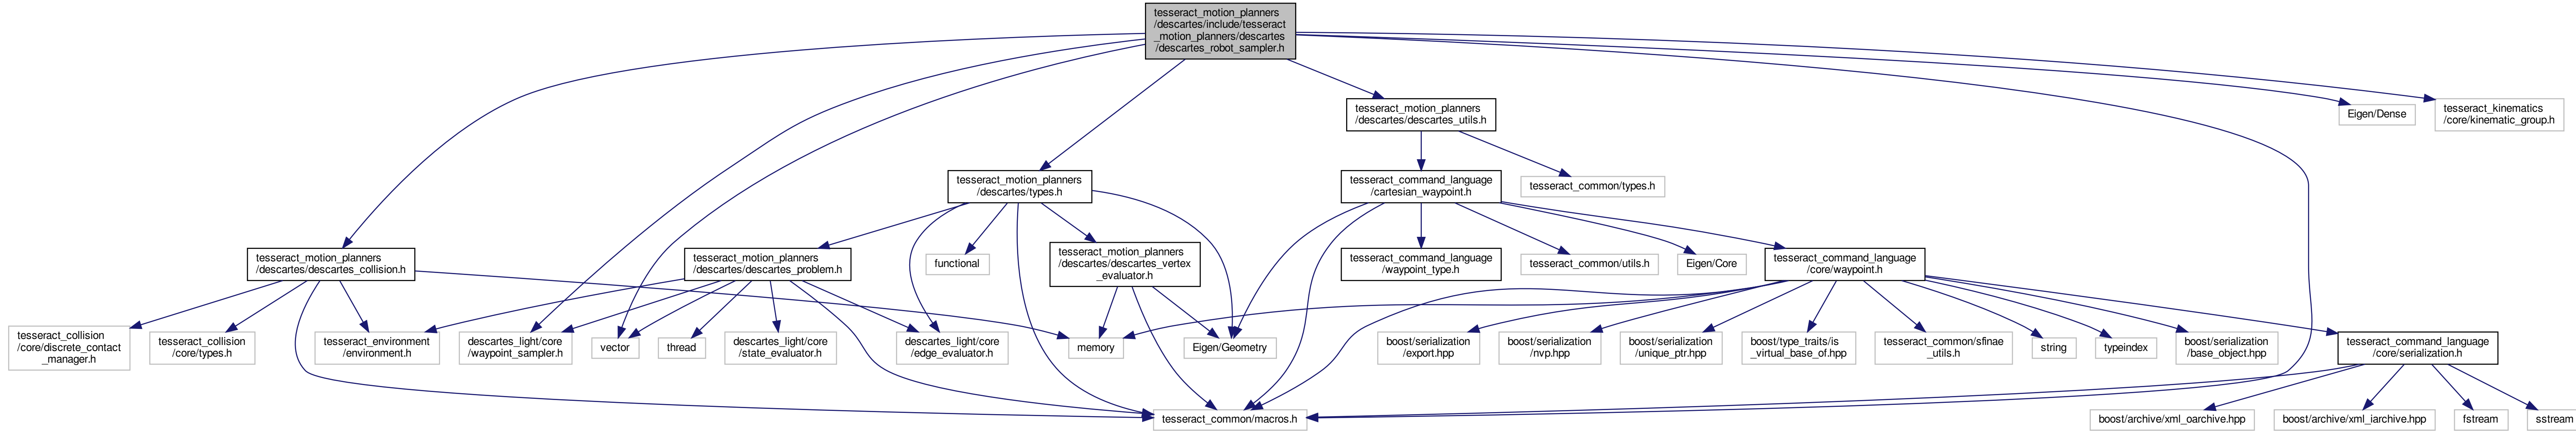 tesseract_motion_planners
/descartes/include/tesseract
_motion_planners/descartes
/descartes_robot_sampler.h
tesseract_motion_planners
/descartes/descartes_utils.h
Eigen/Dense
tesseract_kinematics
/core/kinematic_group.h
tesseract_motion_planners
/descartes/types.h
tesseract_command_language
/cartesian_waypoint.h
tesseract_common/types.h
tesseract_motion_planners
/descartes/descartes_collision.h
tesseract_motion_planners
/descartes/descartes_problem.h
functional
tesseract_motion_planners
/descartes/descartes_vertex
_evaluator.h
tesseract_command_language
/waypoint_type.h
tesseract_common/utils.h
Eigen/Core
tesseract_command_language
/core/waypoint.h
tesseract_collision
/core/discrete_contact
_manager.h
tesseract_collision
/core/types.h
tesseract_environment
/environment.h
descartes_light/core
/waypoint_sampler.h
vector
thread
descartes_light/core
/state_evaluator.h
descartes_light/core
/edge_evaluator.h
memory
Eigen/Geometry
boost/serialization
/export.hpp
boost/serialization
/nvp.hpp
boost/serialization
/unique_ptr.hpp
boost/type_traits/is
_virtual_base_of.hpp
tesseract_common/sfinae
_utils.h
string
typeindex
boost/serialization
/base_object.hpp
tesseract_command_language
/core/serialization.h
tesseract_common/macros.h
boost/archive/xml_oarchive.hpp
boost/archive/xml_iarchive.hpp
fstream
sstream